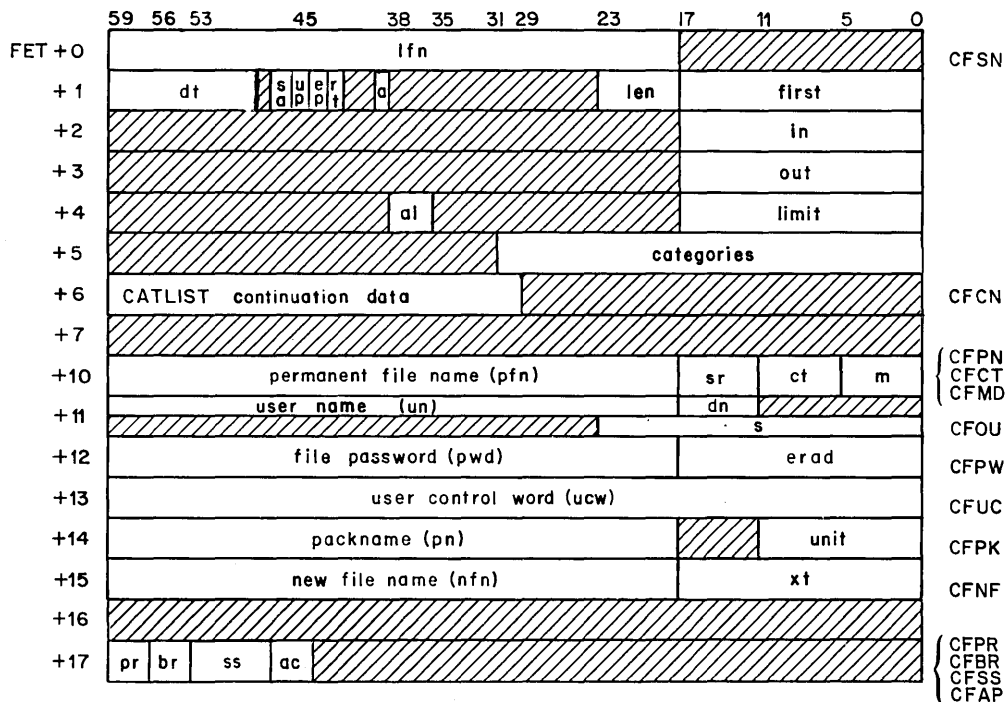 59 56 53 45 38 35 31 29 23 17 11 5 0
FET +0 lfn CFSN
+1 dt sa up ep rt a len first
+2 in
+3 out
+4 al limit
+5 categories
+6 CATLIST continuation data CFCN
+7
+10 permanent file name (pfn) sr ct m CFPN CFCT CFMD
+11 user name (un) dn
s CFOU
+12 file password (pwd) erad CFPW
+13 user control word (ucw) CFUC
+14 packname (pn) unit CFPK
+15 new file name (nfn) xt CFNF
+16
+17 pr br ss ac CFPR CFBR CFSS CFAP